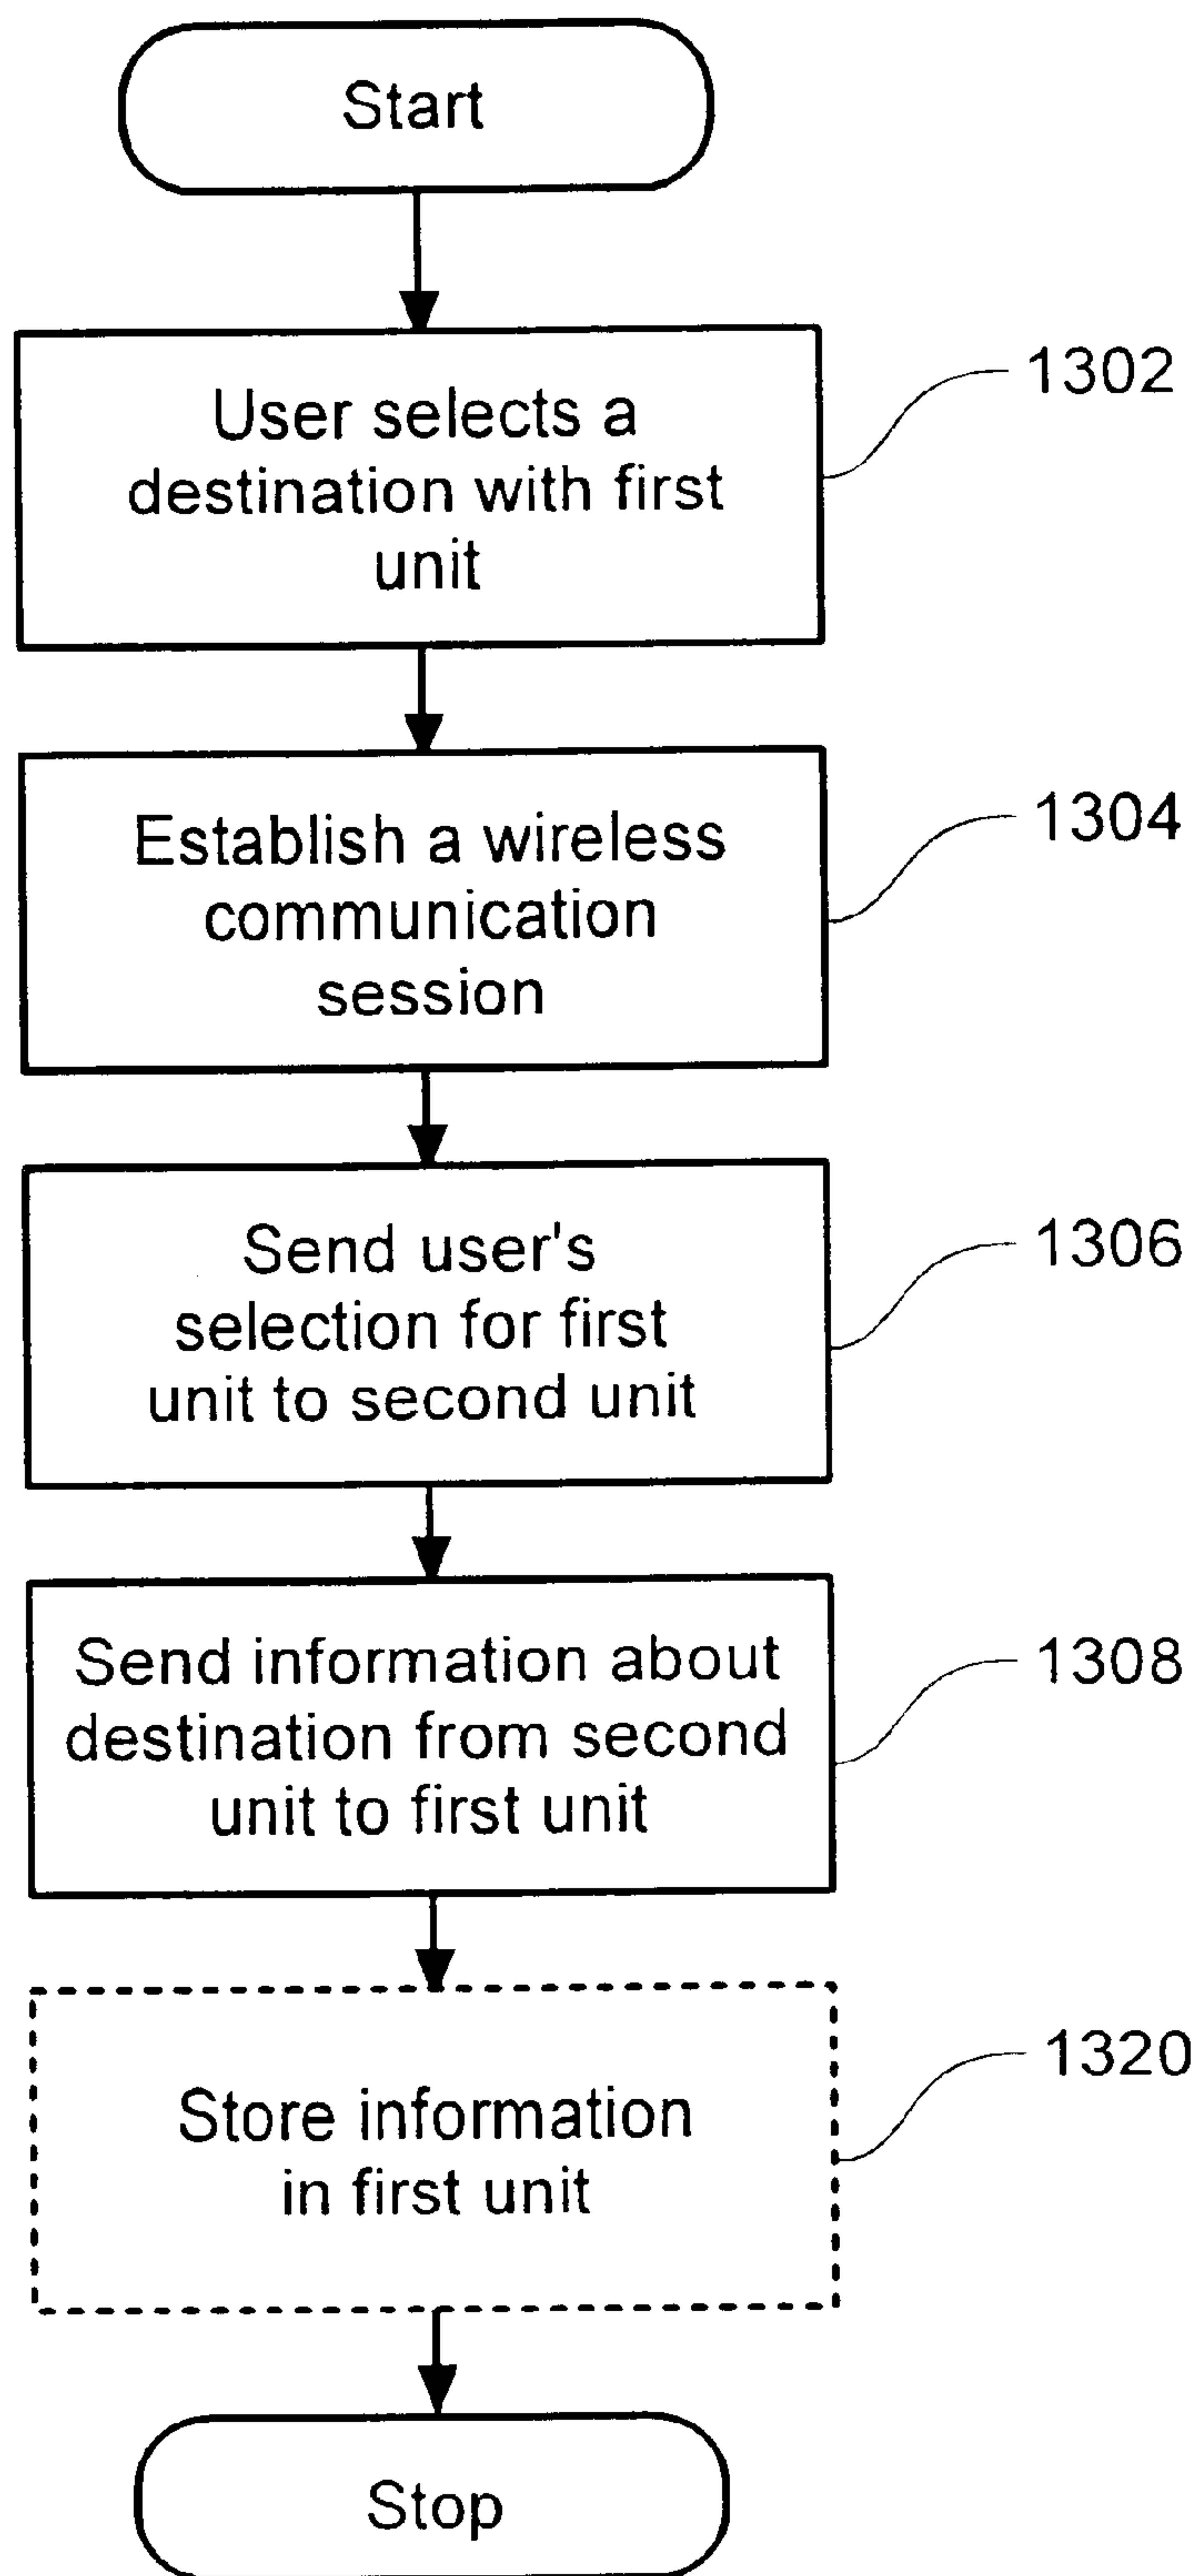 Start
User selects a
destination with first
unit
1302
Establish a wireless
communication
session
1304
Send user's
selection for first
unit to second unit
1306
Send information about
destination from second
unit to first unit
1308
Store information
in first unit
1320
Stop